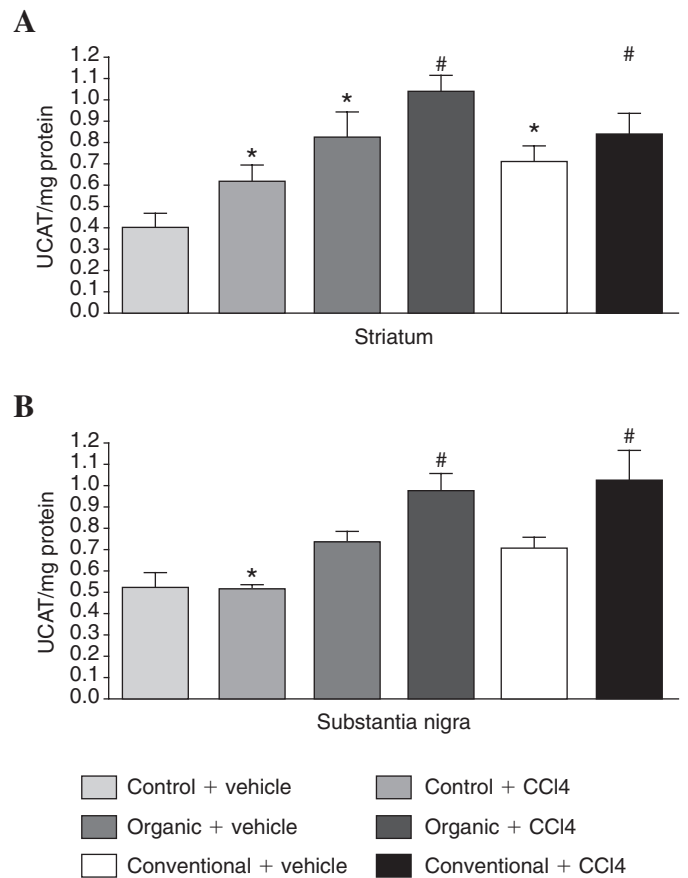 A
1.2
1.1
1.0
0.9
0.8
0.7
0.6
0.5
0.4
0.3
0.2
0.1
0.0
UCAT/mg protein
*
*
#
*
#
Striatum
B
1.2
1.1
1.0
0.9
0.8
0.7
0.6
0.5
0.4
0.3
0.2
0.1
0.0
UCAT/mg protein
*
#
#
Substantia nigra
Control + vehicle
Control + CCl4
Organic + vehicle
Organic + CCl4
Conventional + vehicle
Conventional + CCl4